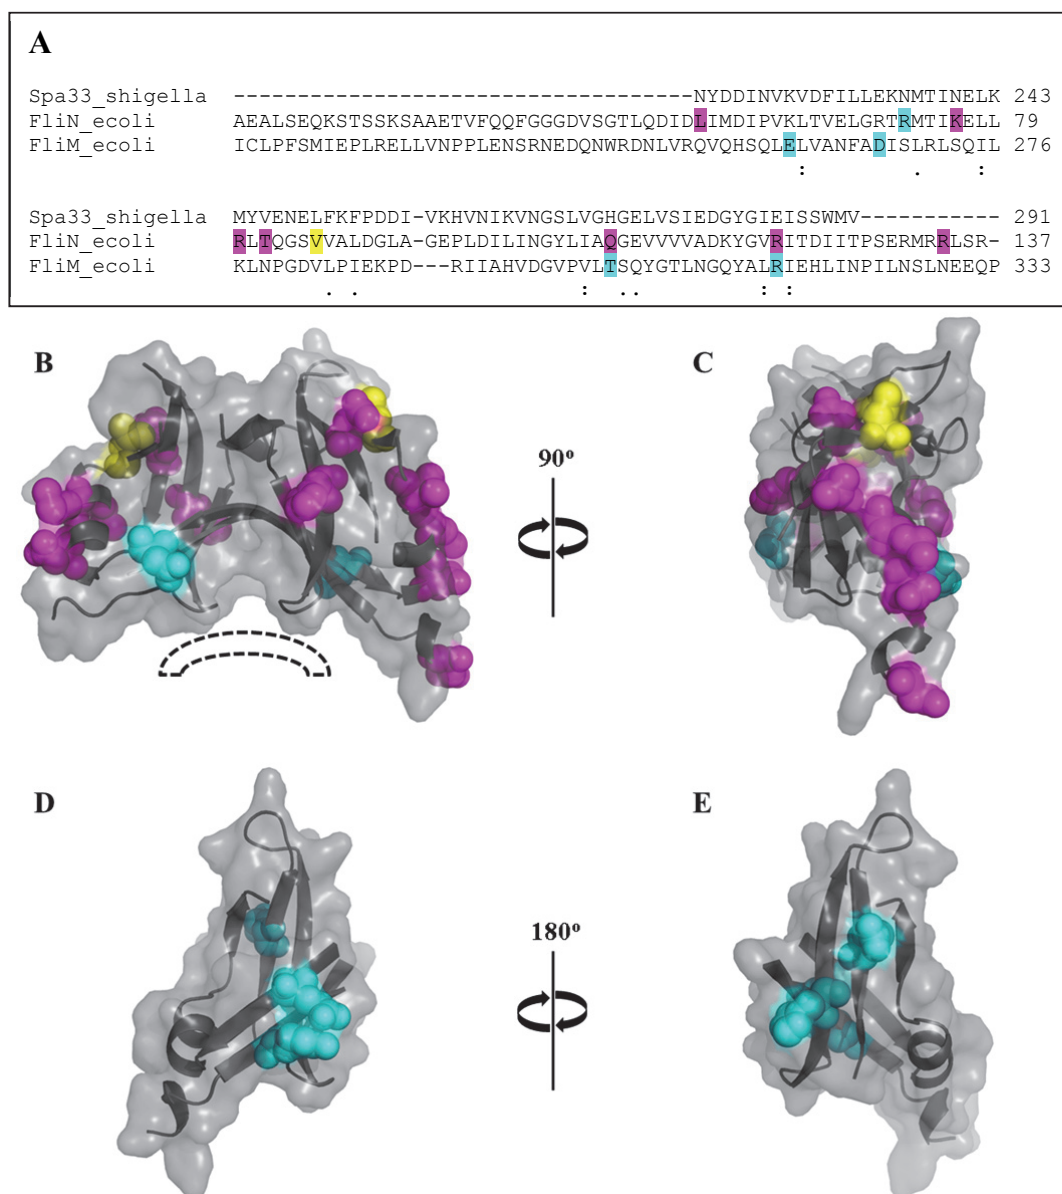 A
Spa33_shigella ------------------------------------NYDDINVKVDFILLEKNMTINELK 243
FliN_ecoli AEALSEQKSTSSKSAAETVFQQFGGGDVSGTLQDIDLIMDIPVKLTVELGRTRMTIKELL 79
FliM_ecoli ICLPFSMIEPLRELLVNPPLENSRNEDQNWRDNLVRQVQHSQLELVANFADISLRLSQIL 276
: . :
Spa33_shigella MYVENELFKFPDDI-VKHVNIKVNGSLVGHGELVSIEDGYGIEISSWMV----------- 291
FliN_ecoli RLTQGSVVALDGLA-GEPLDILINGYLIAQGEVVVVADKYGVRITDIITPSERMRRLSR- 137
FliM_ecoli KLNPGDVLPIEKPD---RIIAHVDGVPVLTSQYGTLNGQYALRIEHLINPILNSLNEEQP 333
. . : .. : :
B
C
90°
D
E
180°